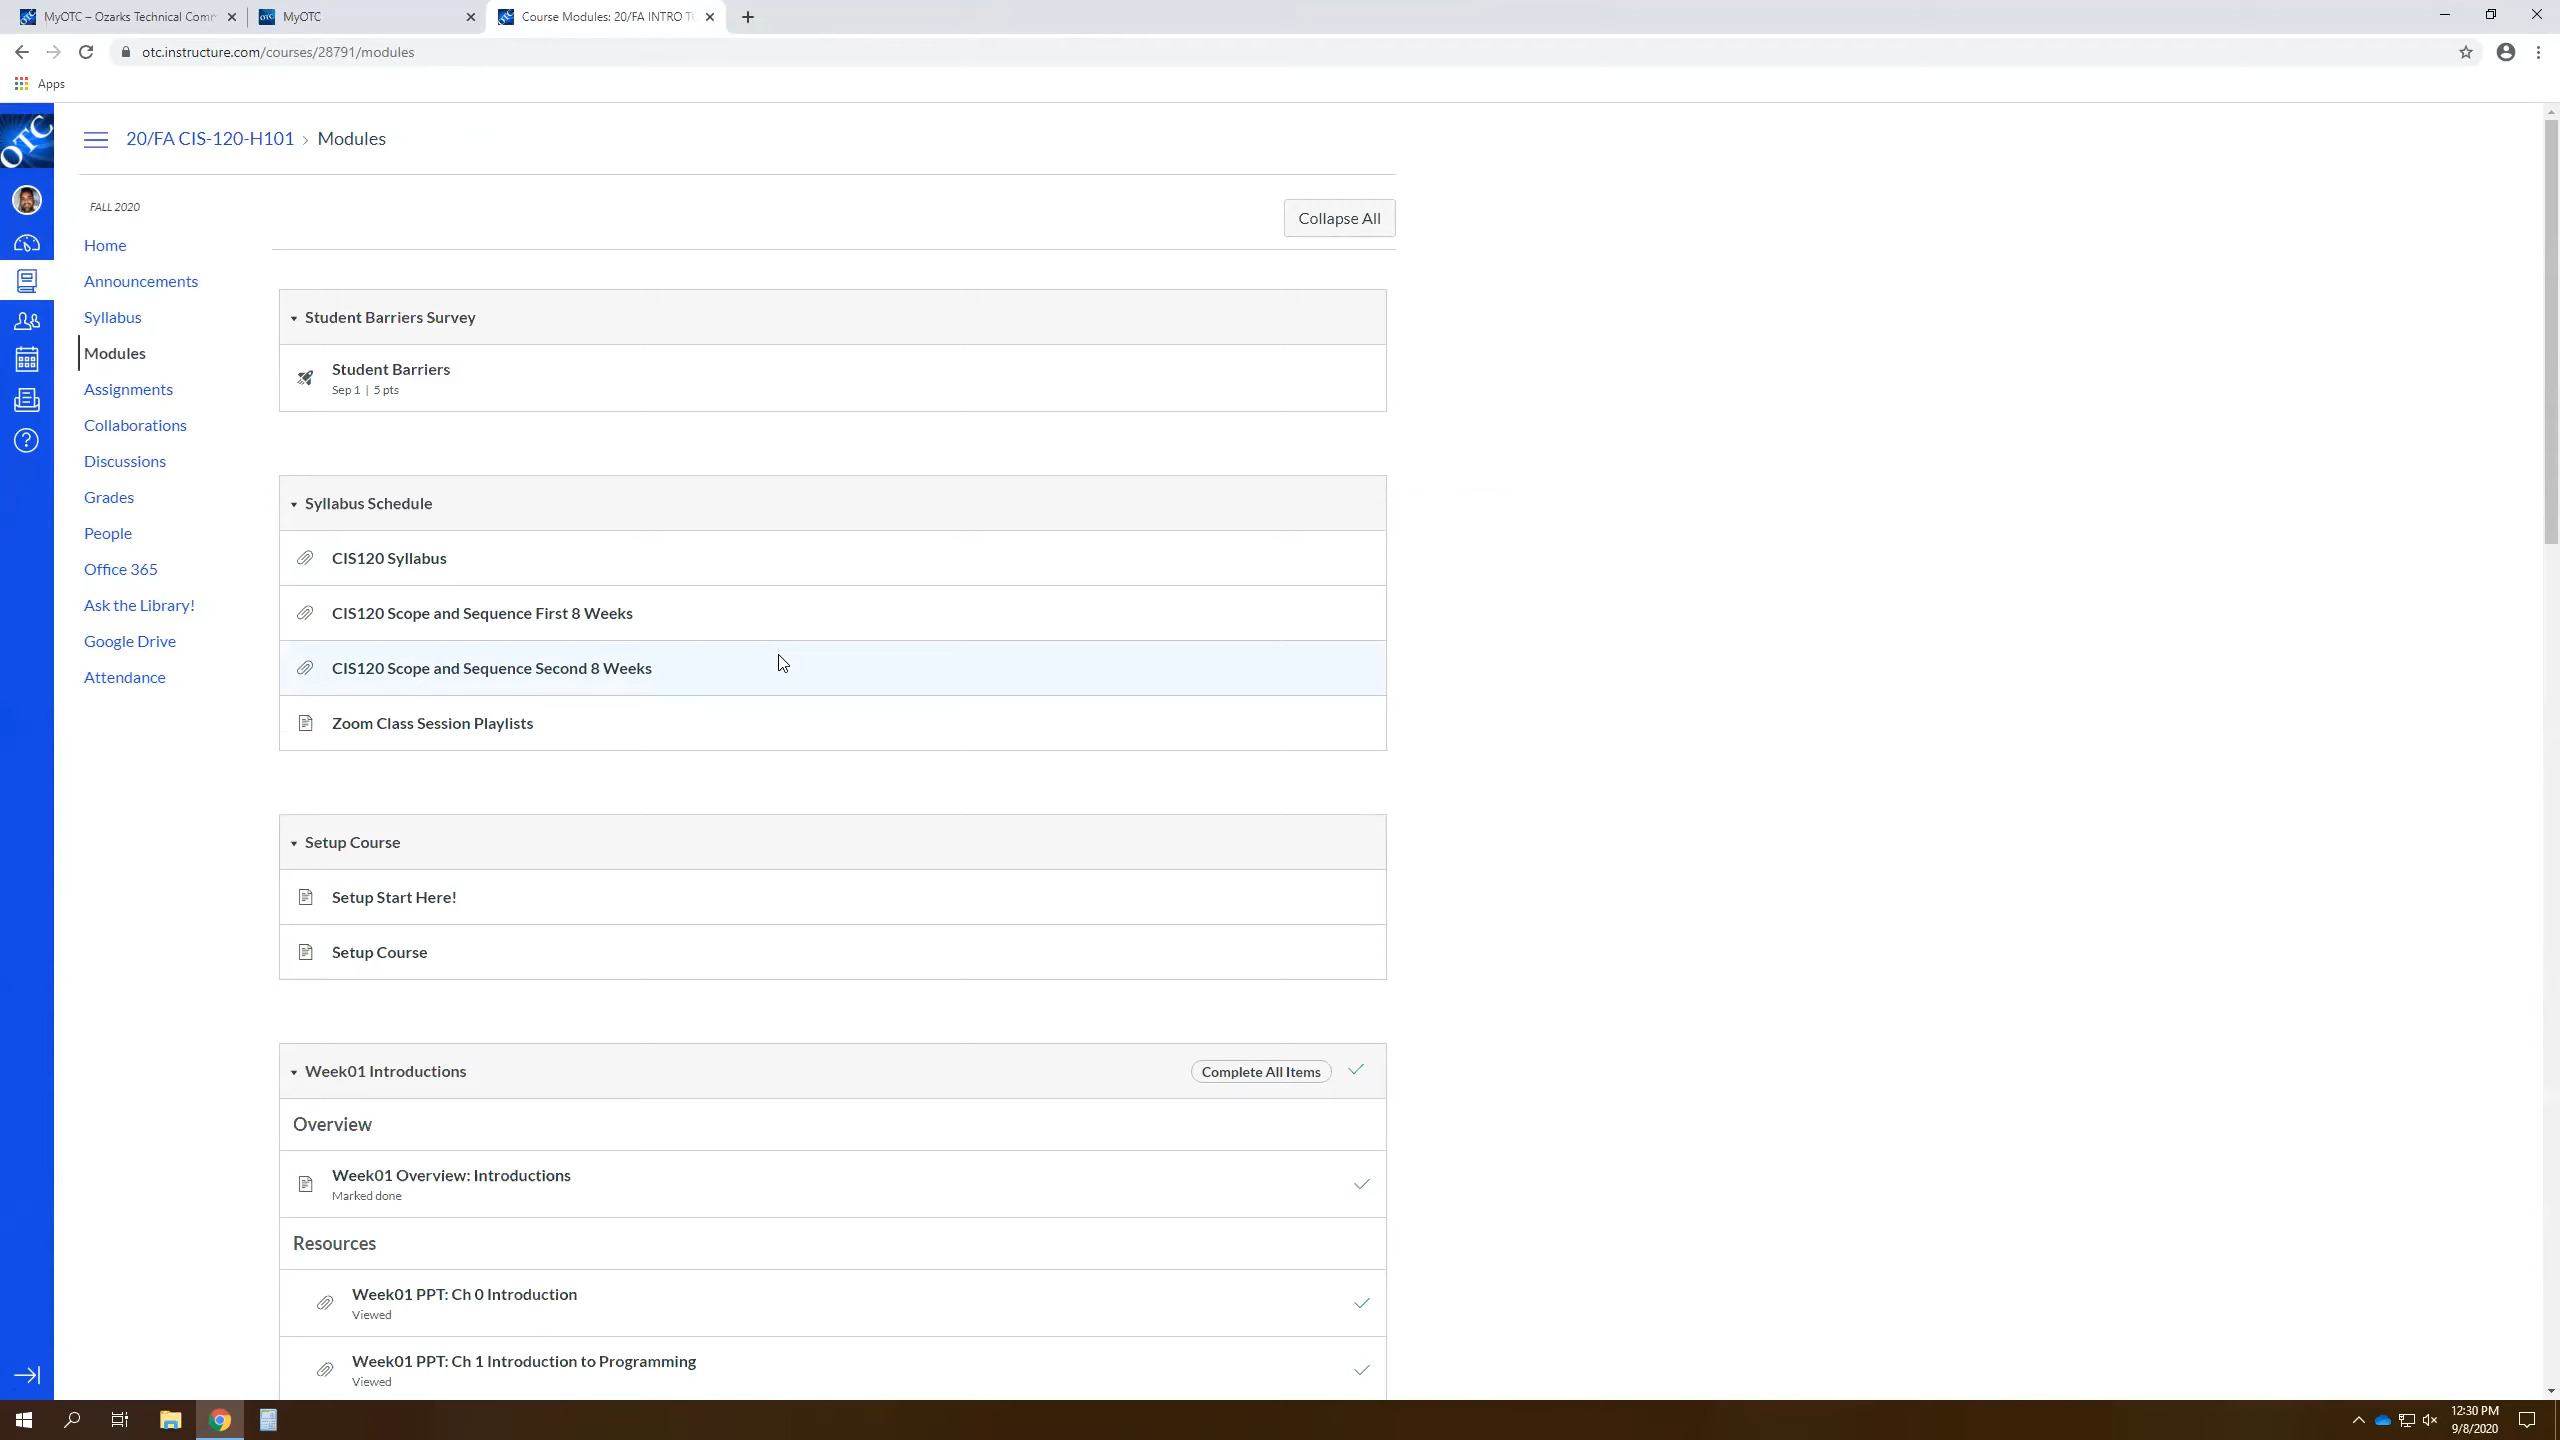 MyOTC – Ozarks Technical Comm
MyOTC
Course Modules: 20/FA INTRO TO
otc.instructure.com/courses/28791/modules
Apps
OTC
20/FA CIS-120-H101 › Modules
FALL 2020
Collapse All
Home
Announcements
Syllabus
Modules
Assignments
Collaborations
Discussions
Grades
People
Office 365
Ask the Library!
Google Drive
Attendance
Student Barriers Survey
Student Barriers
Sep 1 | 5 pts
Syllabus Schedule
CIS120 Syllabus
CIS120 Scope and Sequence First 8 Weeks
CIS120 Scope and Sequence Second 8 Weeks
Zoom Class Session Playlists
Setup Course
Setup Start Here!
Setup Course
Week01 Introductions
Complete All Items
Overview
Week01 Overview: Introductions
Marked done
Resources
Week01 PPT: Ch 0 Introduction
Viewed
Week01 PPT: Ch 1 Introduction to Programming
Viewed
12:30 PM
9/8/2020